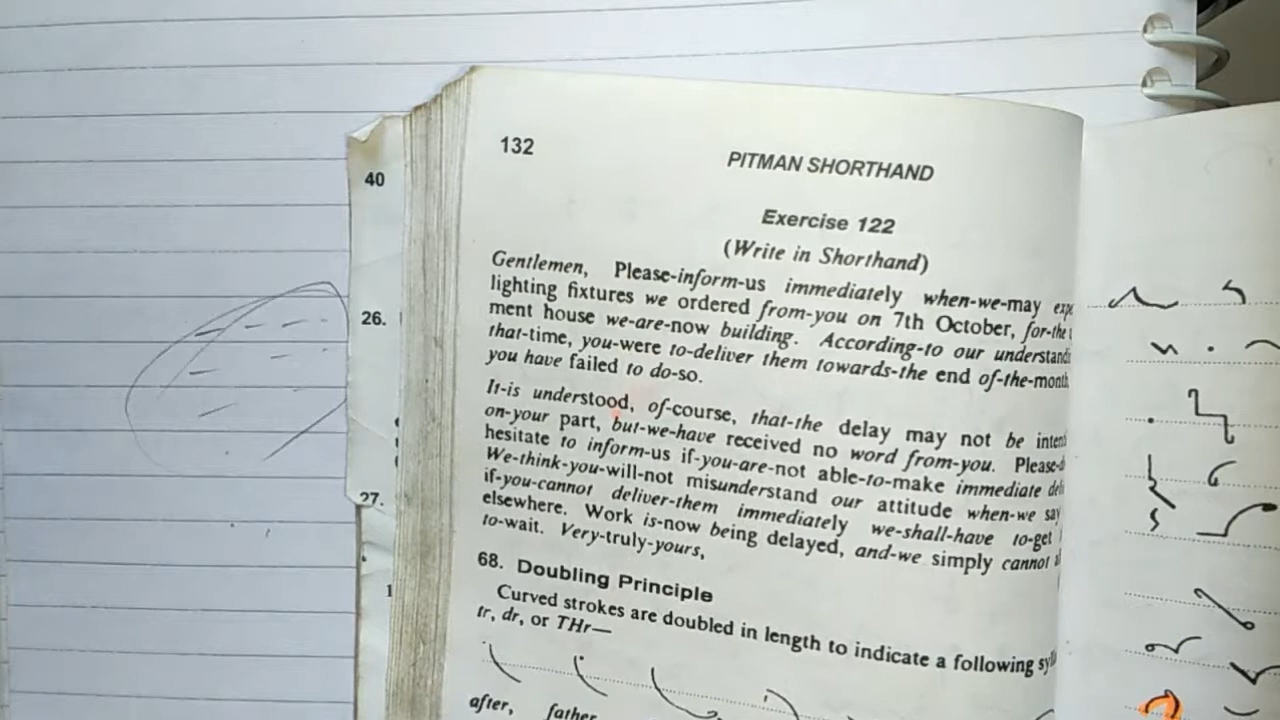 132
PITMAN SHORTHAND
40
26.
27.
1
Exercise 122
(Write in Shorthand)
Gentlemen, Please-inform-us immediately when-we-may
lighting fixtures we ordered from-you on 7th October, for-the
ment house we-are-now building. According-to our
that-time, you-were to-deliver them towards-the end of-the-month
you have failed to do-so.
It-is understood, of-course, that-the delay may not be
on-your part, but-we-have received no word from-you.
hesitate to inform-us if-you-are-not able-to-make immediate
We-think-you-will-not misunderstand our attitude when-we say
if-you-cannot deliver-them immediately we-shall-have to-get
elsewhere. Work is-now being delayed, and-we simply cannot
to-wait. Very-truly-yours,
68. Doubling Principle
Curved strokes are doubled in length to indicate a following
tr, dr, or THr—
after, father